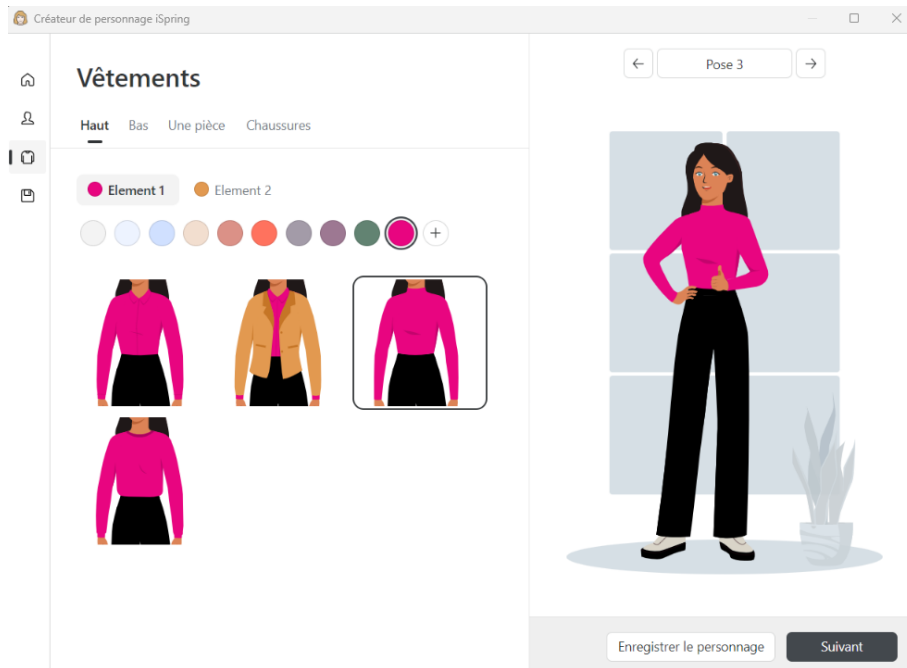 Créateur de personnage iSpring
Vêtements
Haut Bas Une pièce Chaussures
Element 1 Element 2
Pose 3
Enregistrer le personnage Suivant